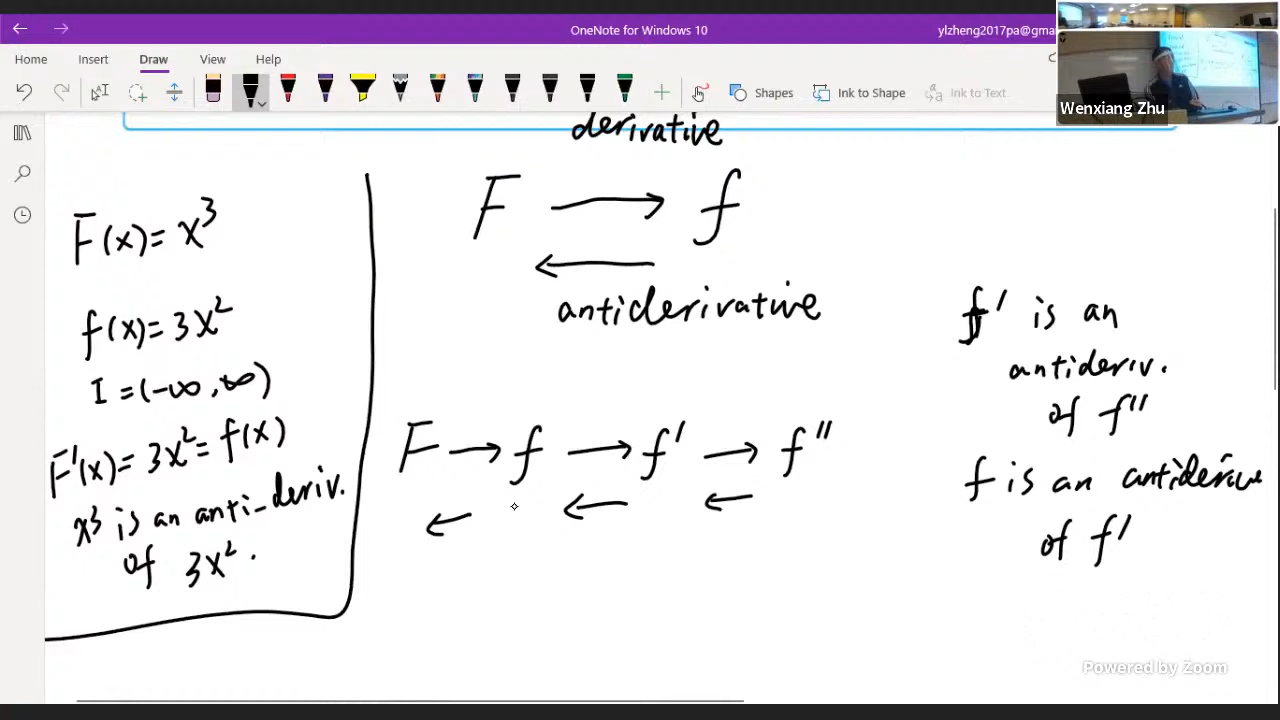 OneNote for Windows 10
ylzheng2017pa@gma
Home Insert Draw View Help
Shapes
Ink to Shape
Ink to Text
Wenxiang Zhu
derivative
F → f
←
antiderivative
F(x) = x³
f(x) = 3x²
I = (-∞, ∞)
F'(x) = 3x² = f(x)
x³ is an anti-deriv.
of 3x².
F → f → f' → f''
← ← ←
f' is an
antideriv.
of f''
f is an antiderive
of f'
Powered by Zoom